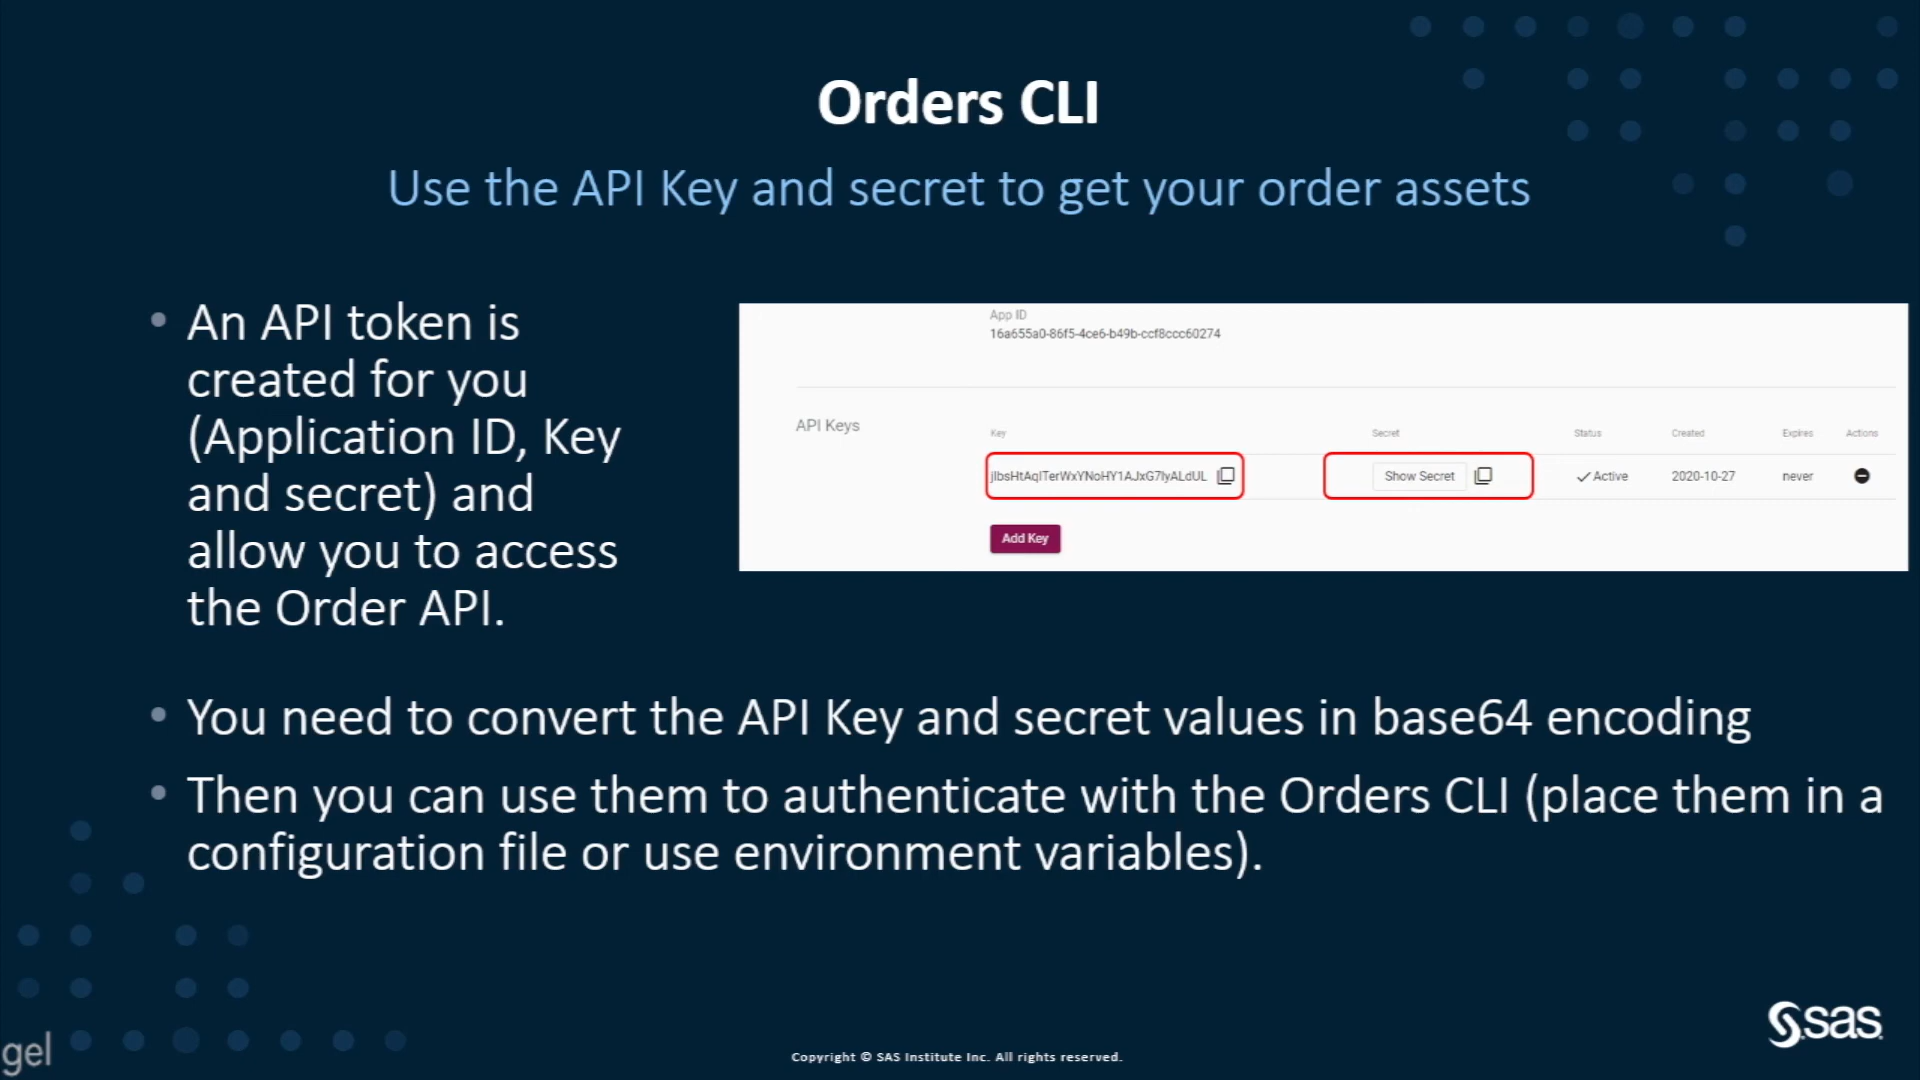 Orders CLI
Use the API Key and secret to get your order assets
• An API token is
created for you
(Application ID, Key
and secret) and
allow you to access
the Order API.
App ID
16a655a0-86f5-4ce6-b49b-ccf8ccc60274
API Keys
Key Secret Status Created Expires Actions
Show Secret Active 2020-10-27 never
Add Key
• You need to convert the API Key and secret values in base64 encoding
• Then you can use them to authenticate with the Orders CLI (place them in a
configuration file or use environment variables).
sas
gel
Copyright © SAS Institute Inc. All rights reserved.